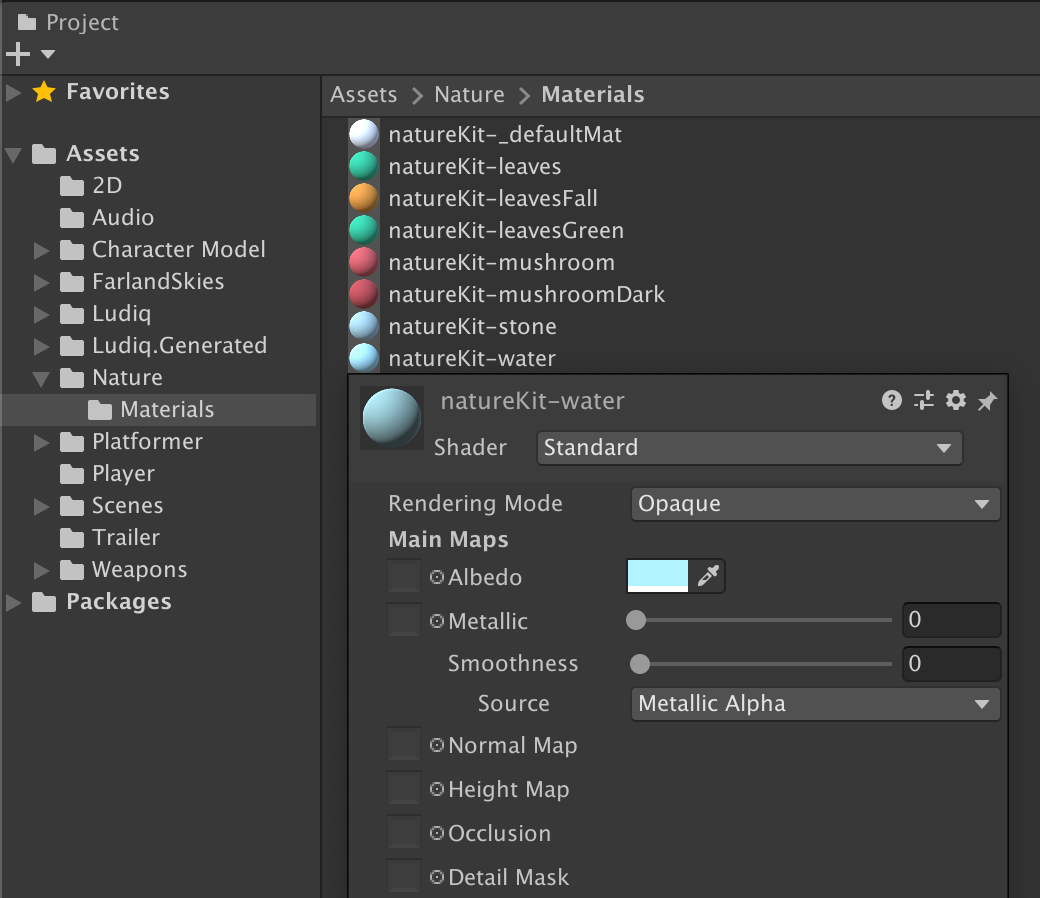 Project
Favorites
Assets
2D
Audio
Character Model
FarlandSkies
Ludiq
Ludiq.Generated
Nature
Materials
Platformer
Player
Scenes
Trailer
Weapons
Packages
Assets > Nature > Materials
natureKit-_defaultMat
natureKit-leaves
natureKit-leavesFall
natureKit-leavesGreen
natureKit-mushroom
natureKit-mushroomDark
natureKit-stone
natureKit-water
natureKit-water
Shader Standard
Rendering Mode Opaque
Main Maps
Albedo
Metallic 0
Smoothness 0
Source Metallic Alpha
Normal Map
Height Map
Occlusion
Detail Mask